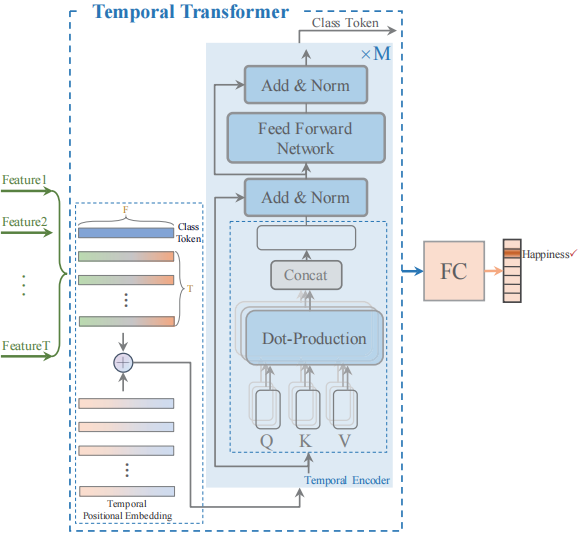 Temporal Transformer
Class Token
×M
Add & Norm
Feed Forward
Network
Add & Norm
Concat
Dot-Production
Q K V
Temporal Encoder
Feature1
Feature2
⋮
FeatureT
F
Class
Token
T
⋮
+
⋮
Temporal
Positional Embedding
FC
Happiness✓